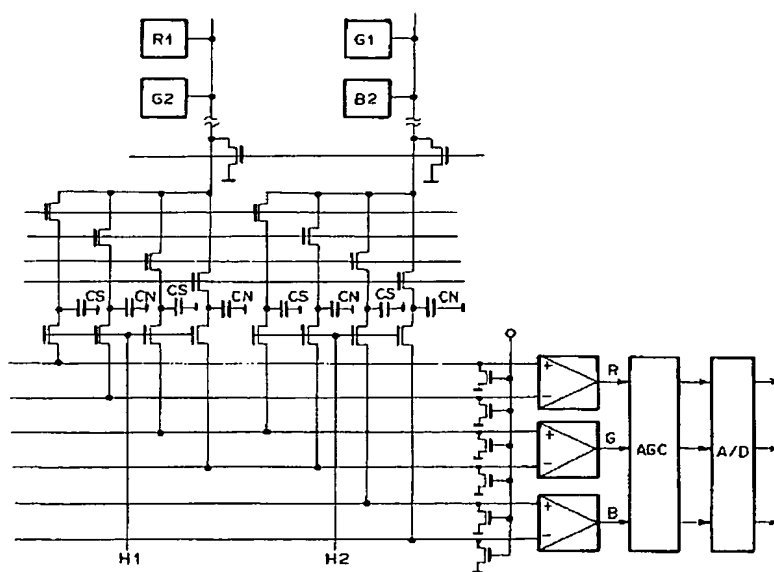 R1
G1
G2
B2
CS
CN
CS
CN
CS
CN
CS
CN
+
−
R
+
−
G
+
−
B
AGC
A/D
H1
H2